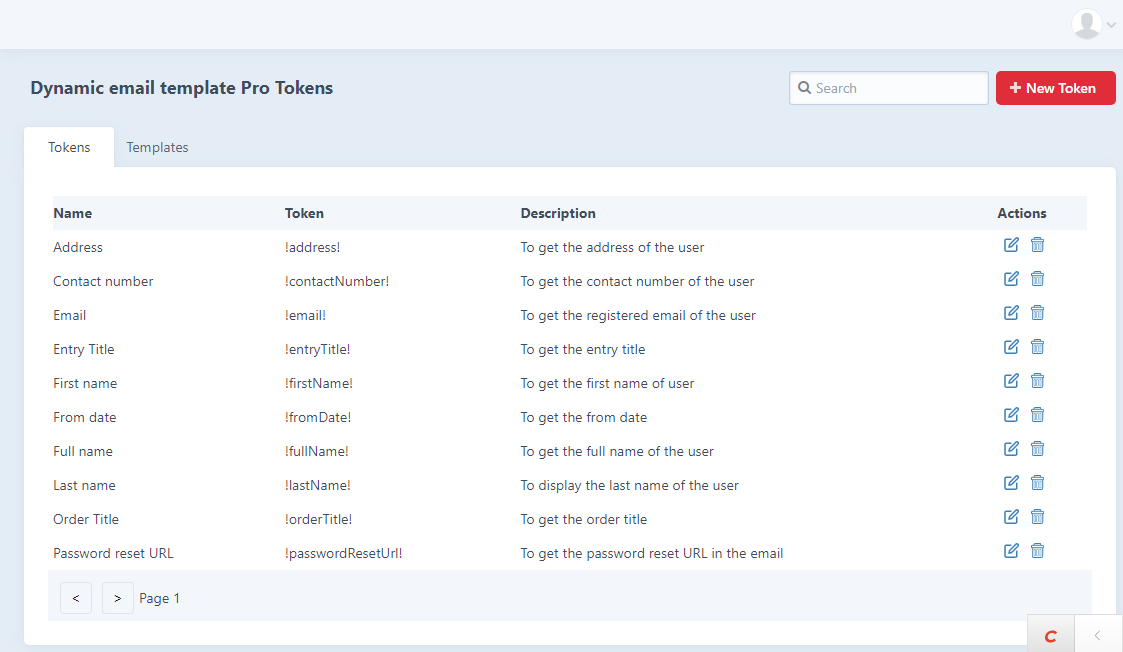 Dynamic email template Pro Tokens
Search
+ New Token
Tokens Templates
Name Token Description Actions
Address !address! To get the address of the user
Contact number !contactNumber! To get the contact number of the user
Email !email! To get the registered email of the user
Entry Title !entryTitle! To get the entry title
First name !firstName! To get the first name of user
From date !fromDate! To get the from date
Full name !fullName! To get the full name of the user
Last name !lastName! To display the last name of the user
Order Title !orderTitle! To get the order title
Password reset URL !passwordResetUrl! To get the password reset URL in the email
< > Page 1
C